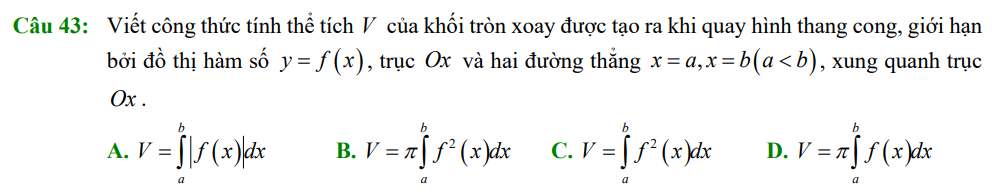 Câu 43: Viết công thức tính thể tích V của khối tròn xoay được tạo ra khi quay hình thang cong, giới hạn
bởi đồ thị hàm số y = f(x), trục Ox và hai đường thẳng x = a, x = b(a < b), xung quanh trục
Ox .
A. V = ∫_a^b |f(x)|dx B. V = π∫_a^b f²(x)dx C. V = ∫_a^b f²(x)dx D. V = π∫_a^b f(x)dx